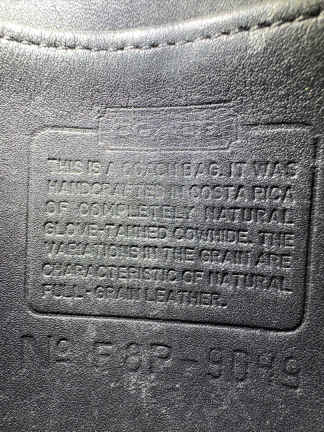 COACH
THIS IS A COACH BAG. IT WAS
HANDCRAFTED IN COSTA RICA
OF COMPLETELY NATURAL
GLOVE-TANNED COWHIDE. THE
VARIATIONS IN THE GRAIN ARE
CHARACTERISTIC OF NATURAL
FULL-GRAIN LEATHER.
Nº F8P-9049